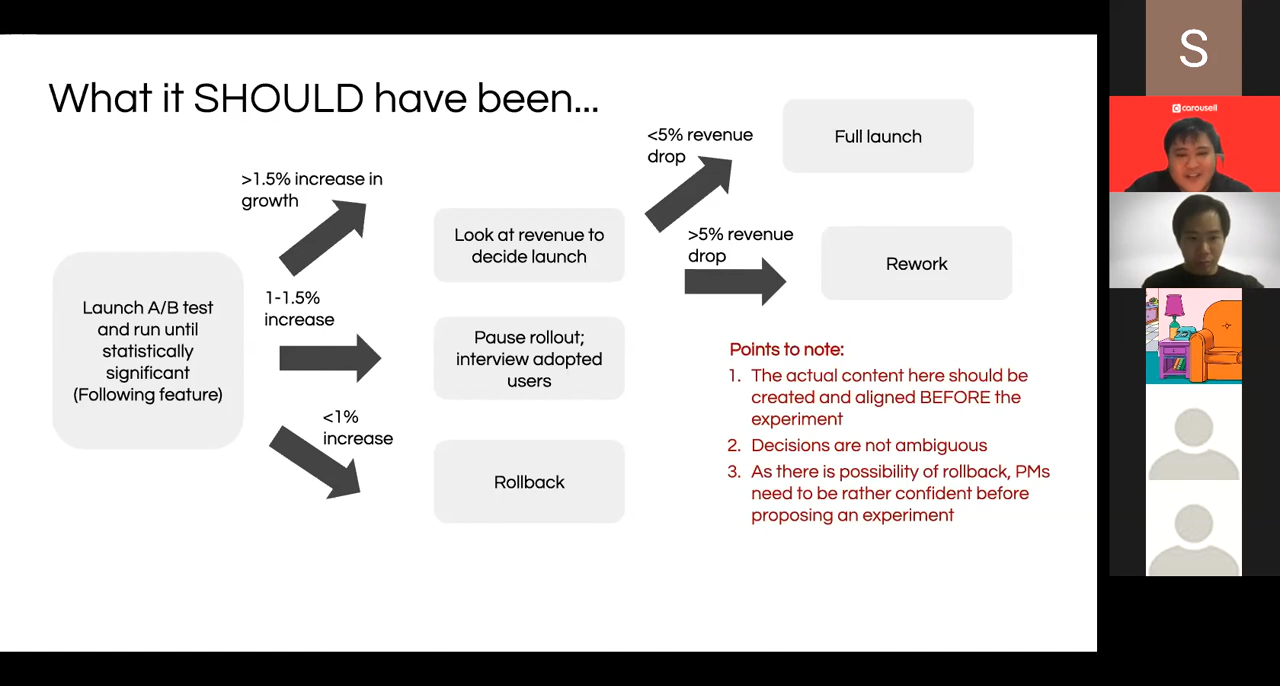 What it SHOULD have been...
>1.5% increase in
growth
1-1.5%
increase
<1%
increase
Launch A/B test
and run until
statistically
significant
(Following feature)
Look at revenue to
decide launch
Pause rollout;
interview adopted
users
Rollback
<5% revenue
drop
>5% revenue
drop
Full launch
Rework
Points to note:
1. The actual content here should be
created and aligned BEFORE the
experiment
2. Decisions are not ambiguous
3. As there is possibility of rollback, PMs
need to be rather confident before
proposing an experiment
S
carousell